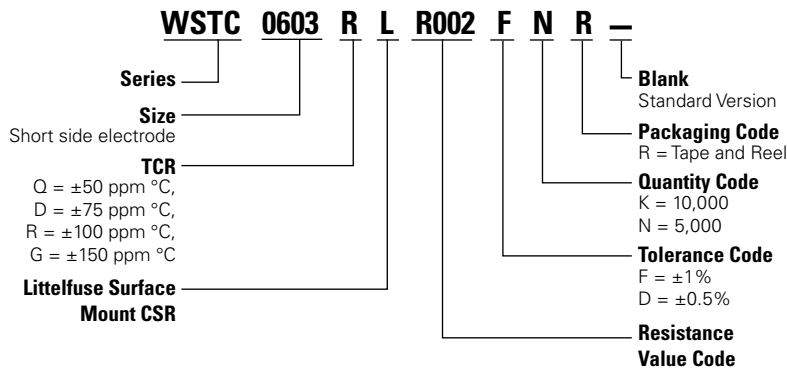 WSTC 0603 R L R002 F N R –
Series
Size
Short side electrode
TCR
Q = ±50 ppm °C,
D = ±75 ppm °C,
R = ±100 ppm °C,
G = ±150 ppm °C
Littelfuse Surface
Mount CSR
Blank
Standard Version
Packaging Code
R = Tape and Reel
Quantity Code
K = 10,000
N = 5,000
Tolerance Code
F = ±1%
D = ±0.5%
Resistance
Value Code